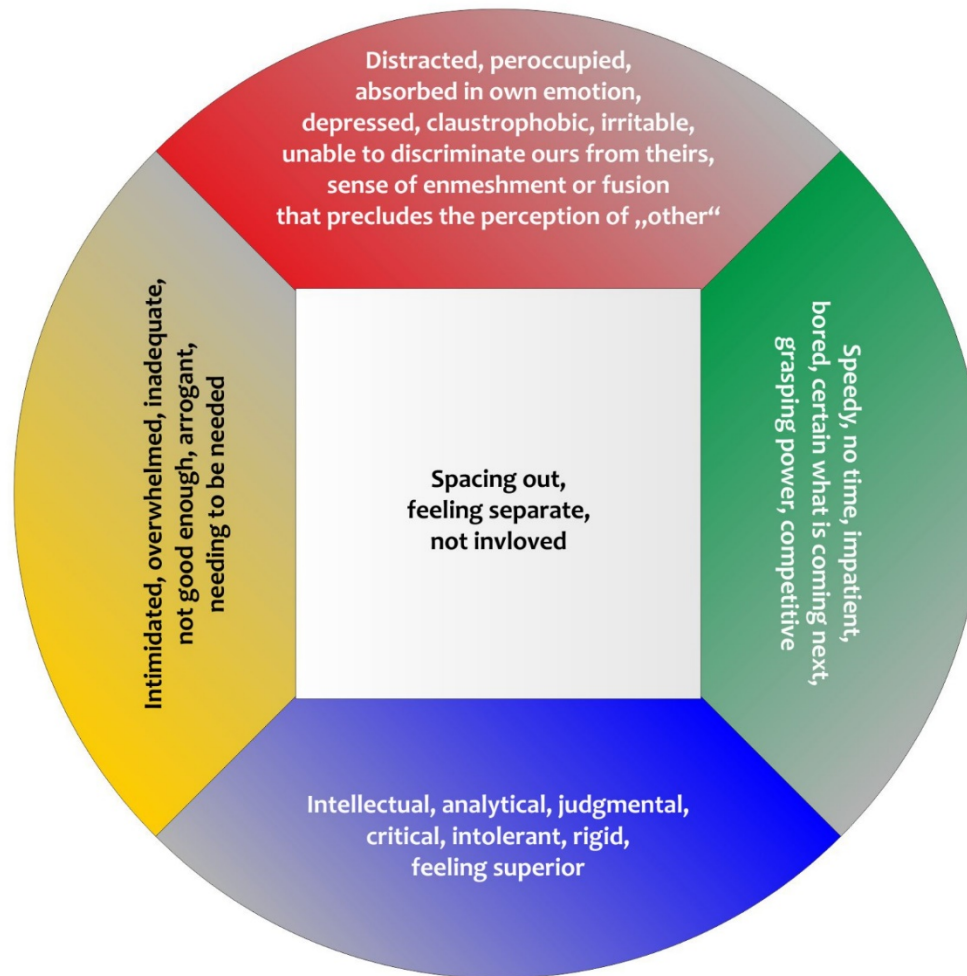 Distracted, peroccupied,
absorbed in own emotion,
depressed, claustrophobic, irritable,
unable to discriminate ours from theirs,
sense of enmeshment or fusion
that precludes the perception of „other“
Intimidated, overwhelmed, inadequate,
not good enough, arrogant,
needing to be needed
Spacing out,
feeling separate,
not invloved
Speedy, no time, impatient,
bored, certain what is coming next,
grasping power, competitive
Intellectual, analytical, judgmental,
critical, intolerant, rigid,
feeling superior